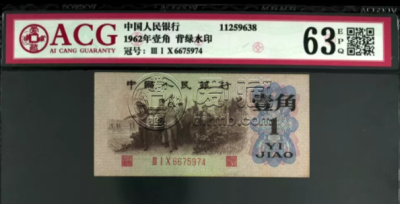 ACG
AI CANG GUARANTY
中国人民银行 11259638
1962年壹角 背绿水印
冠号: Ⅲ Ⅰ Ⅹ 6675974
63 EPQ
中国人民银行
壹角
1
YI
JIAO
Ⅲ Ⅰ Ⅹ 6675974